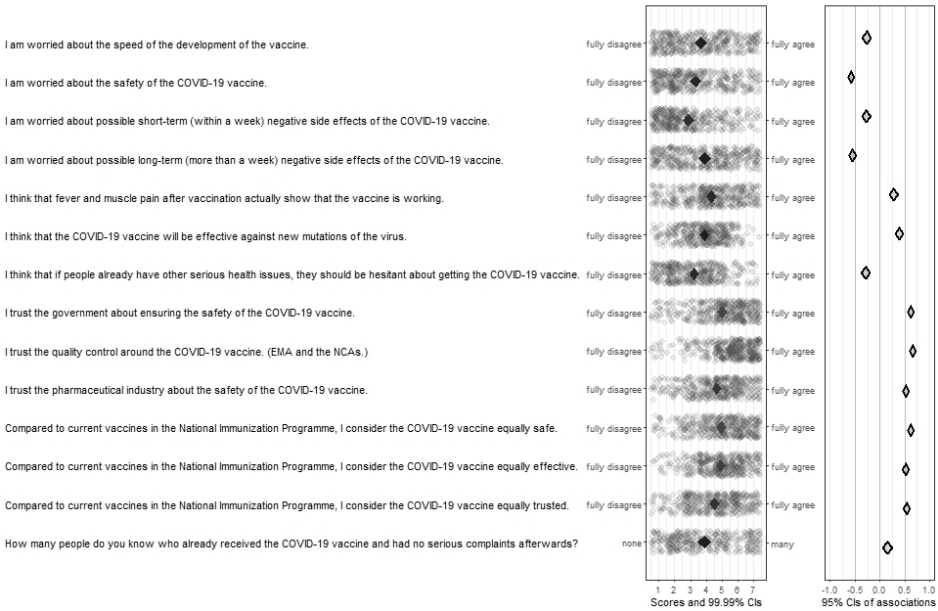 I am worried about the speed of the development of the vaccine. fully disagree fully agree
I am worried about the safety of the COVID-19 vaccine. fully disagree fully agree
I am worried about possible short-term (within a week) negative side effects of the COVID-19 vaccine. fully disagree fully agree
I am worried about possible long-term (more than a week) negative side effects of the COVID-19 vaccine. fully disagree fully agree
I think that fever and muscle pain after vaccination actually show that the vaccine is working. fully disagree fully agree
I think that the COVID-19 vaccine will be effective against new mutations of the virus. fully disagree fully agree
I think that if people already have other serious health issues, they should be hesitant about getting the COVID-19 vaccine. fully disagree fully agree
I trust the government about ensuring the safety of the COVID-19 vaccine. fully disagree fully agree
I trust the quality control around the COVID-19 vaccine. (EMA and the NCAs.) fully disagree fully agree
I trust the pharmaceutical industry about the safety of the COVID-19 vaccine. fully disagree fully agree
Compared to current vaccines in the National Immunization Programme, I consider the COVID-19 vaccine equally safe. fully disagree fully agree
Compared to current vaccines in the National Immunization Programme, I consider the COVID-19 vaccine equally effective. fully disagree fully agree
Compared to current vaccines in the National Immunization Programme, I consider the COVID-19 vaccine equally trusted. fully disagree fully agree
How many people do you know who already received the COVID-19 vaccine and had no serious complaints afterwards? none many
1 2 3 4 5 6 7 -1.0 -0.5 0.0 0.5 1.0
Scores and 99.99% CIs 95% CIs of associations